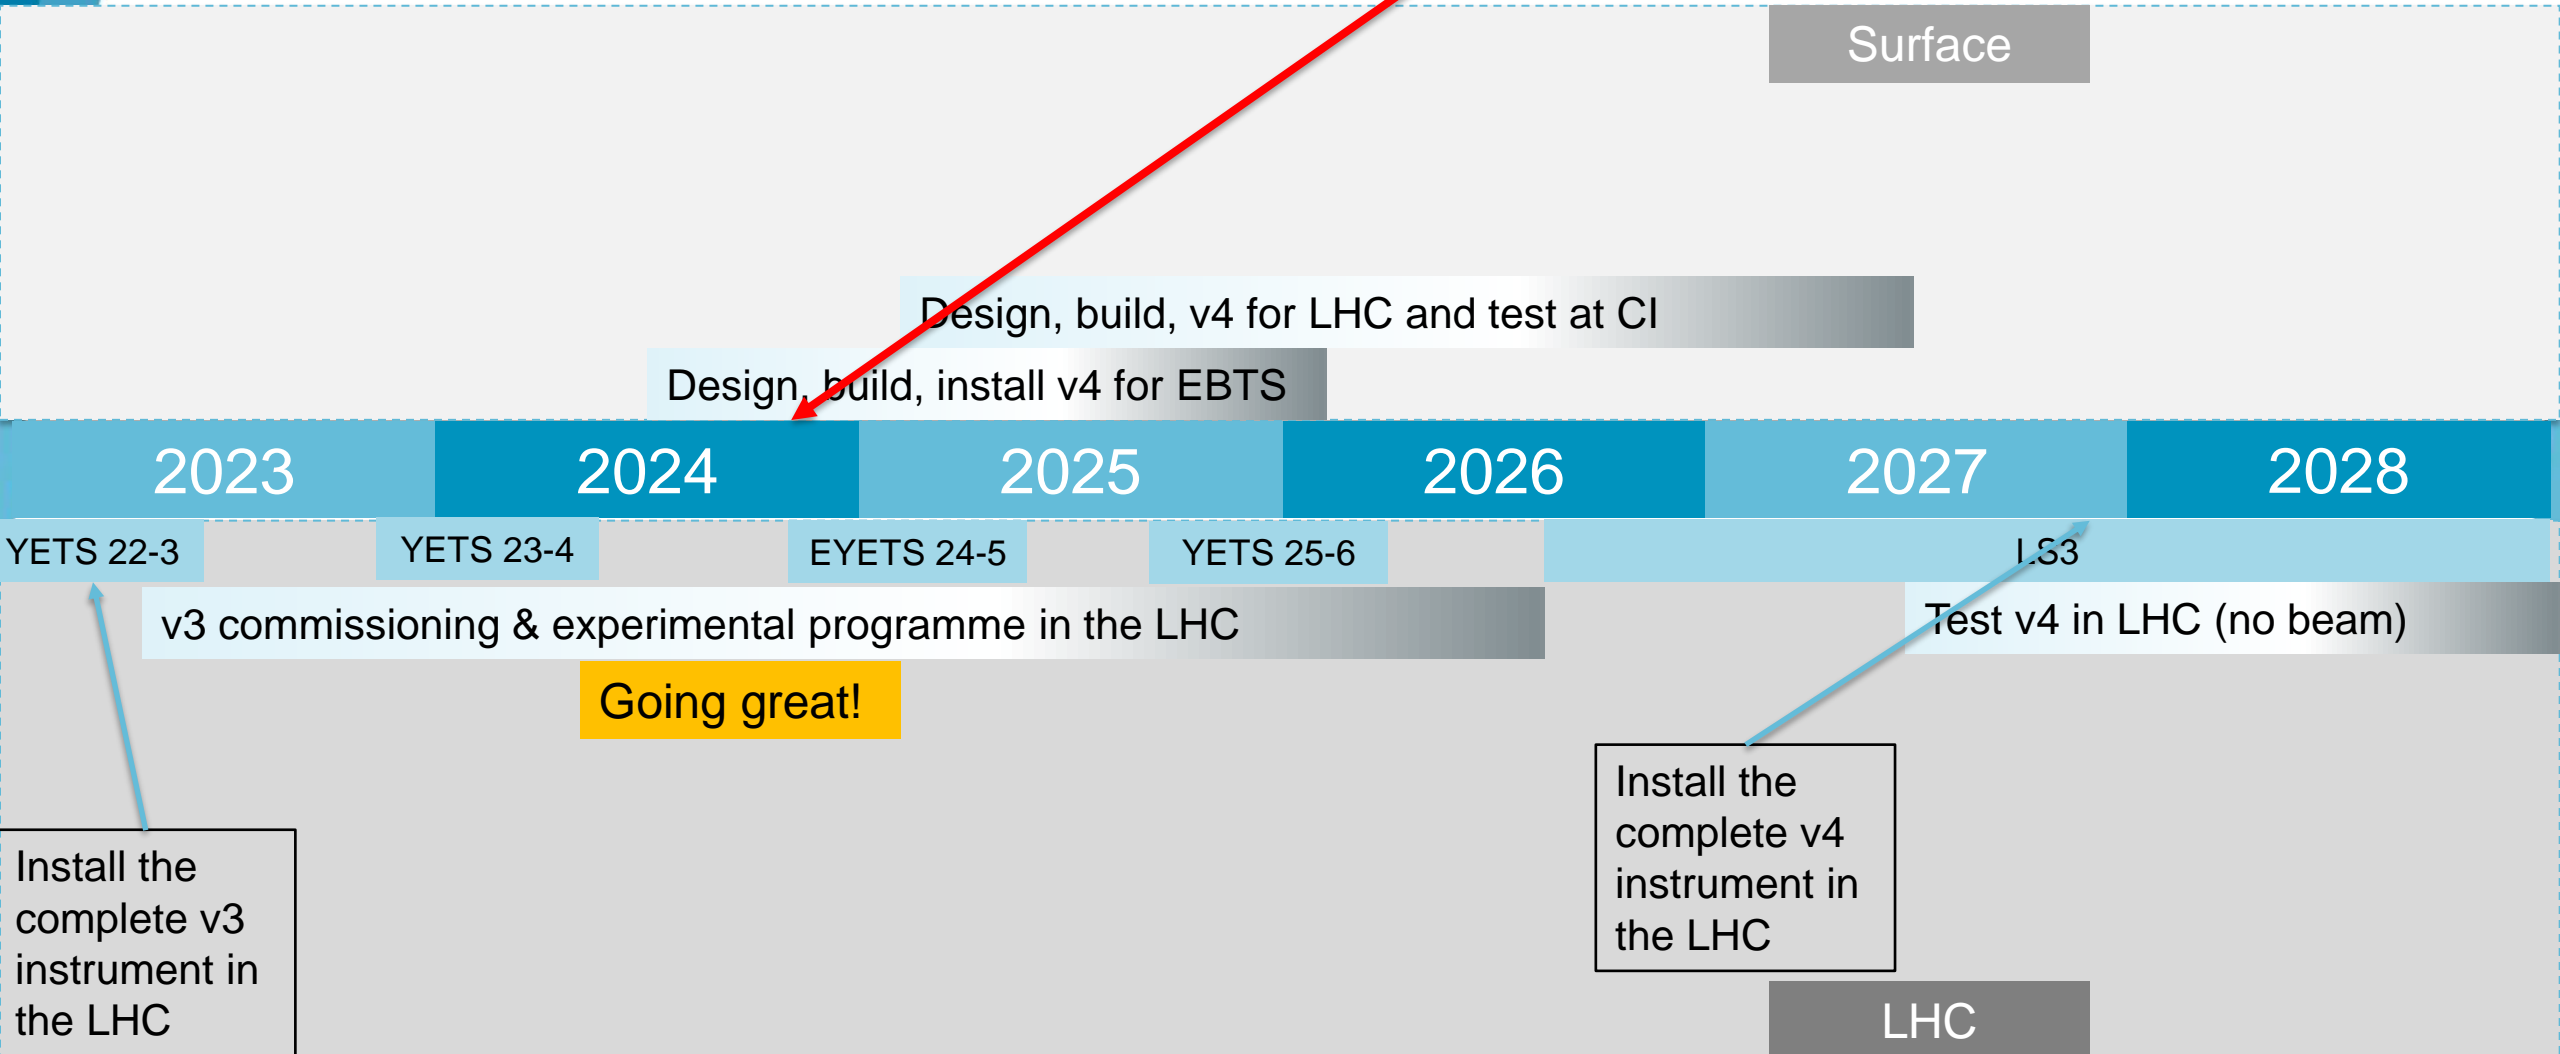 Surface
Design, build, v4 for LHC and test at CI
Design, build, install v4 for EBTS
2023
2024
2025
2026
2027
2028
YETS 22-3
YETS 23-4
EYETS 24-5
YETS 25-6
LS3
v3 commissioning & experimental programme in the LHC
Test v4 in LHC (no beam)
Going great!
Install the
complete v3
instrument in
the LHC
Install the
complete v4
instrument in
the LHC
LHC